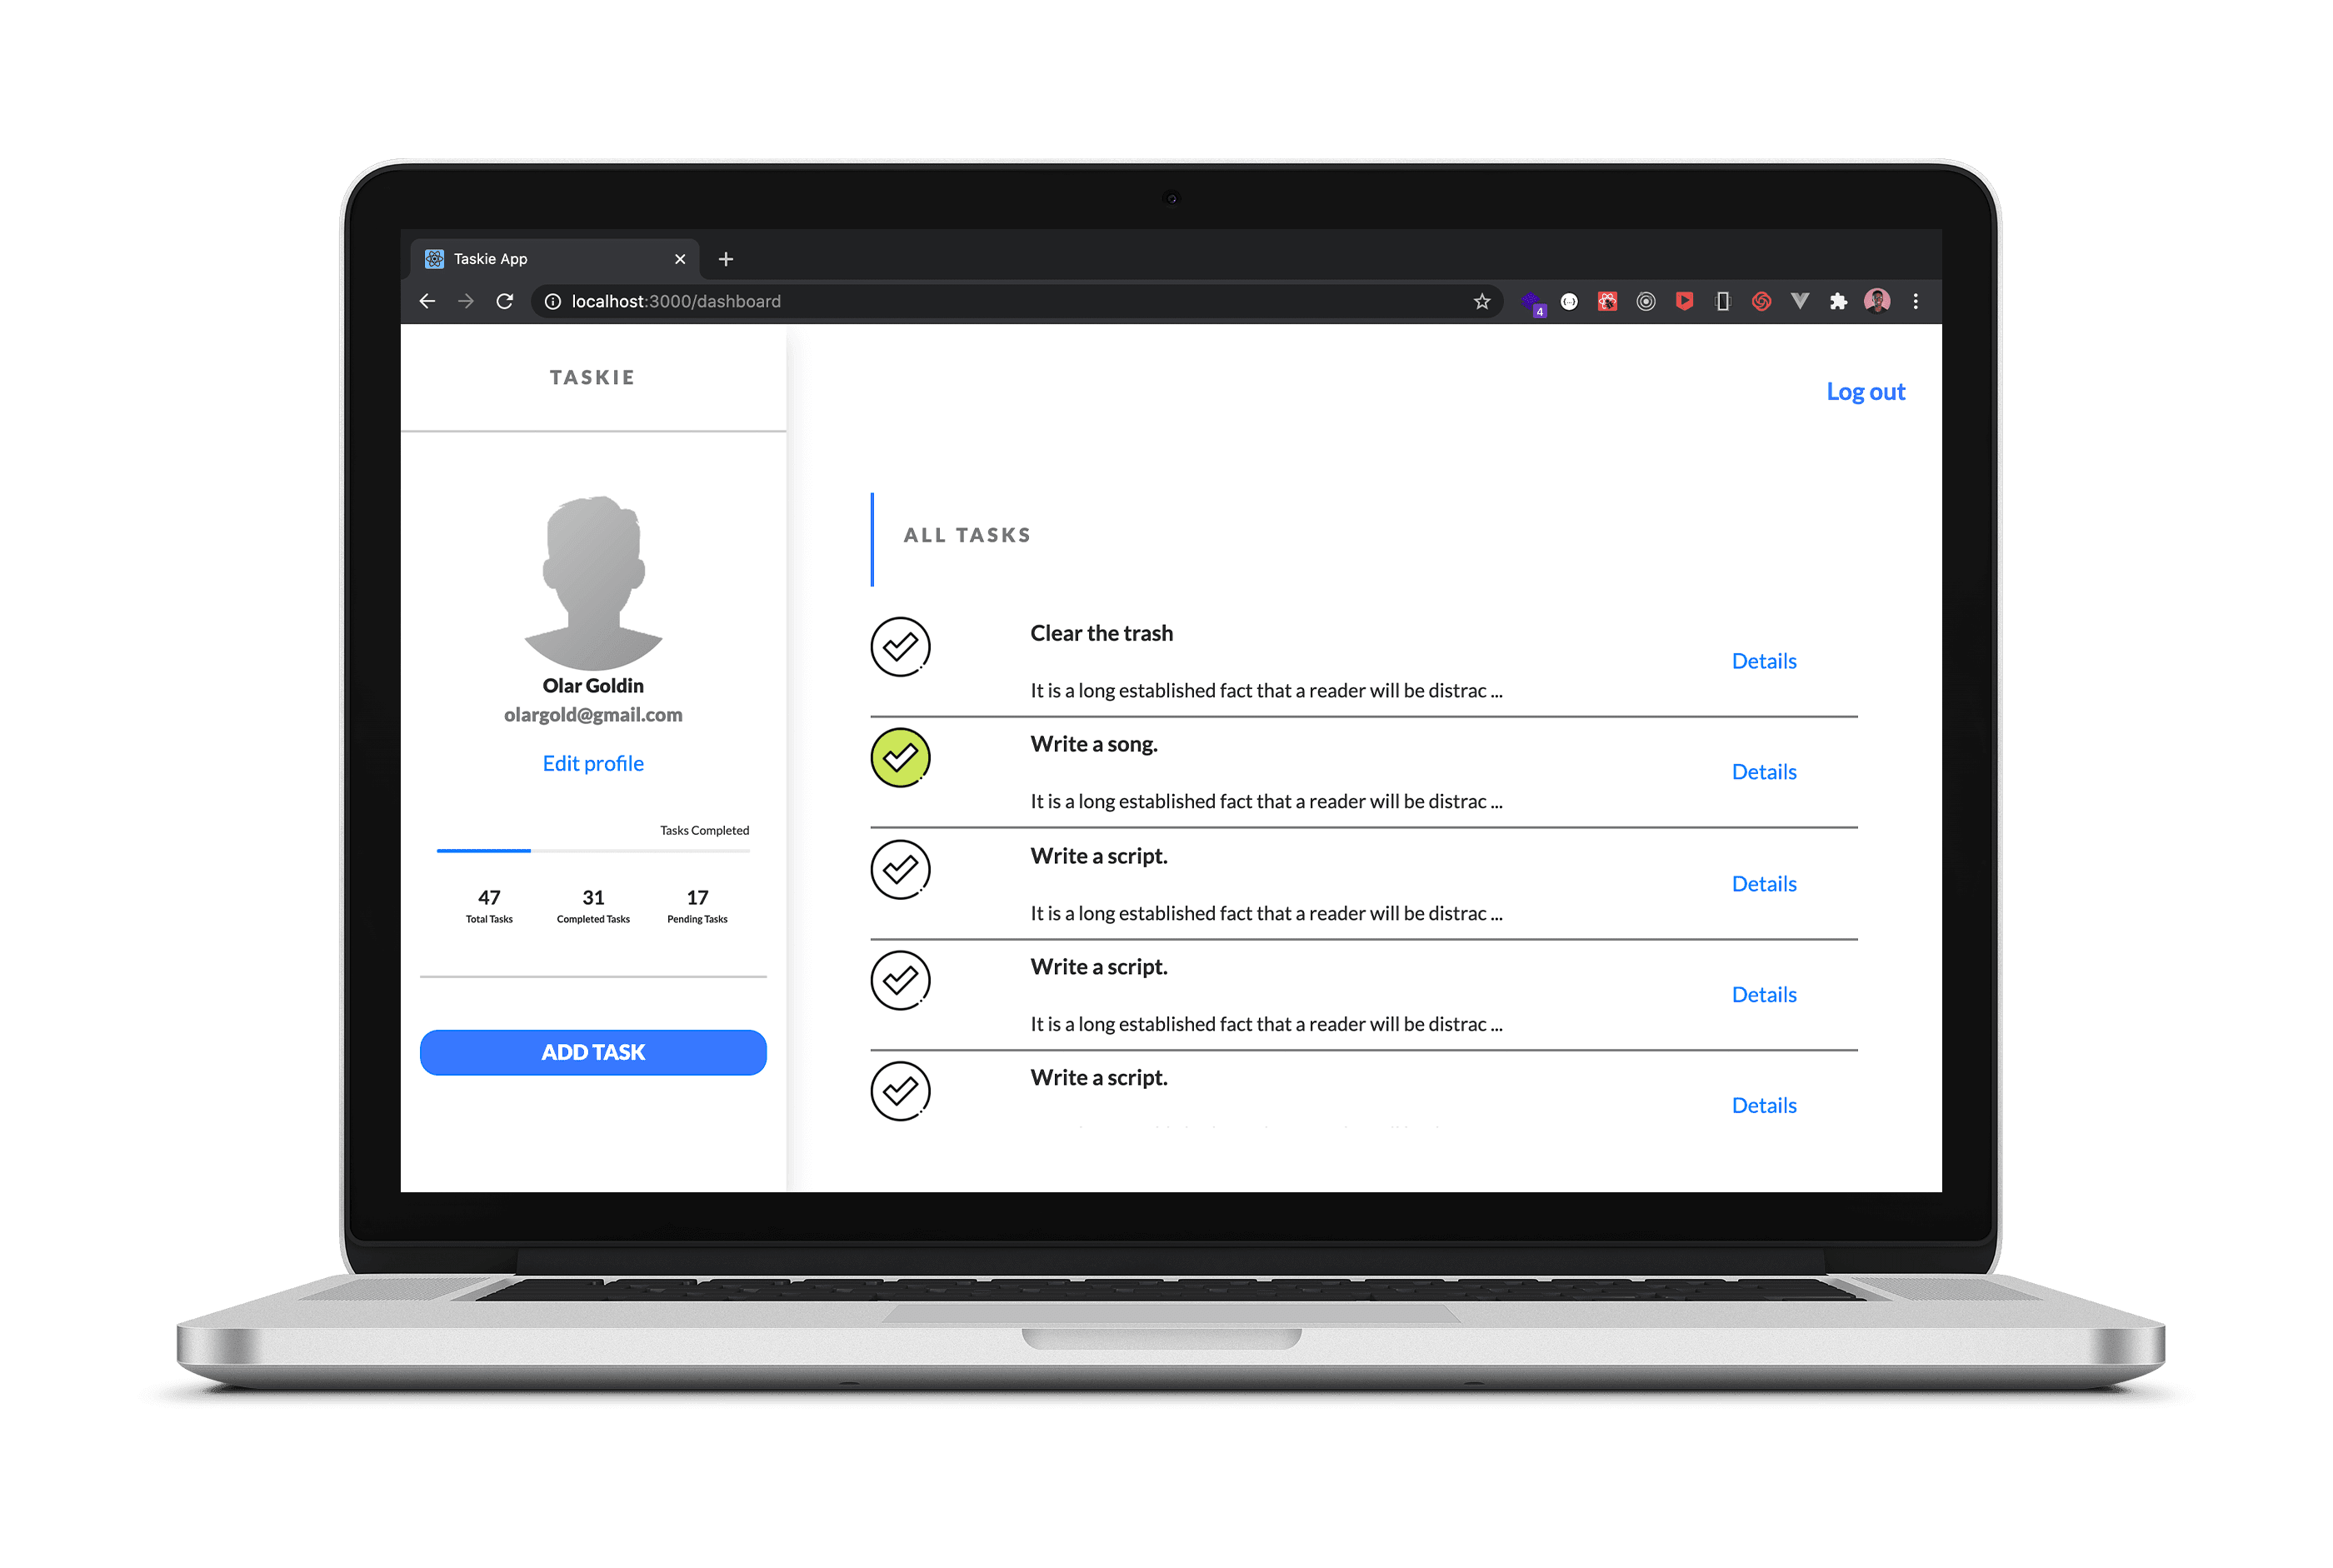 Taskie App
localhost:3000/dashboard
4
TASKIE
Log out
Olar Goldin
olargold@gmail.com
Edit profile
Tasks Completed
47 31 17
Total Tasks Completed Tasks Pending Tasks
ADD TASK
ALL TASKS
Clear the trash
Details
It is a long established fact that a reader will be distrac ...
Write a song.
Details
It is a long established fact that a reader will be distrac ...
Write a script.
Details
It is a long established fact that a reader will be distrac ...
Write a script.
Details
It is a long established fact that a reader will be distrac ...
Write a script.
Details